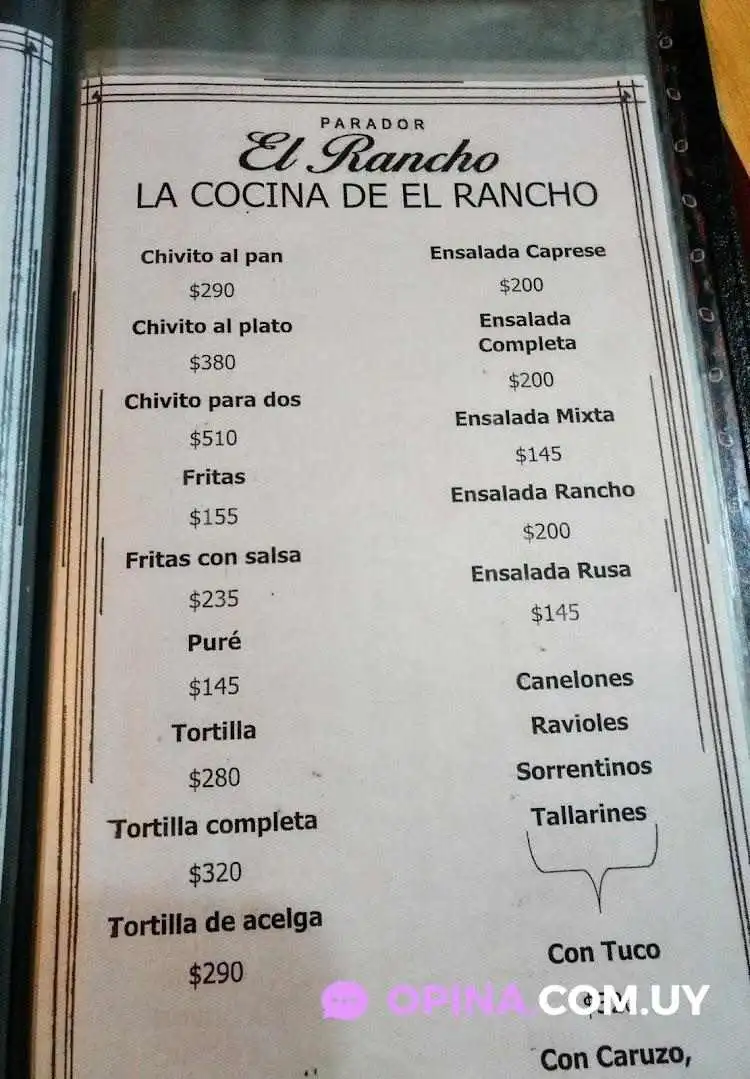 PARADOR
El Rancho
LA COCINA DE EL RANCHO
Chivito al pan
$290
Chivito al plato
$380
Chivito para dos
$510
Fritas
$155
Fritas con salsa
$235
Puré
$145
Tortilla
$280
Tortilla completa
$320
Tortilla de acelga
$290
Ensalada Caprese
$200
Ensalada
Completa
$200
Ensalada Mixta
$145
Ensalada Rancho
$200
Ensalada Rusa
$145
Canelones
Ravioles
Sorrentinos
Tallarines
Con Tuco
Con Caruzo,
OPINA.COM.UY